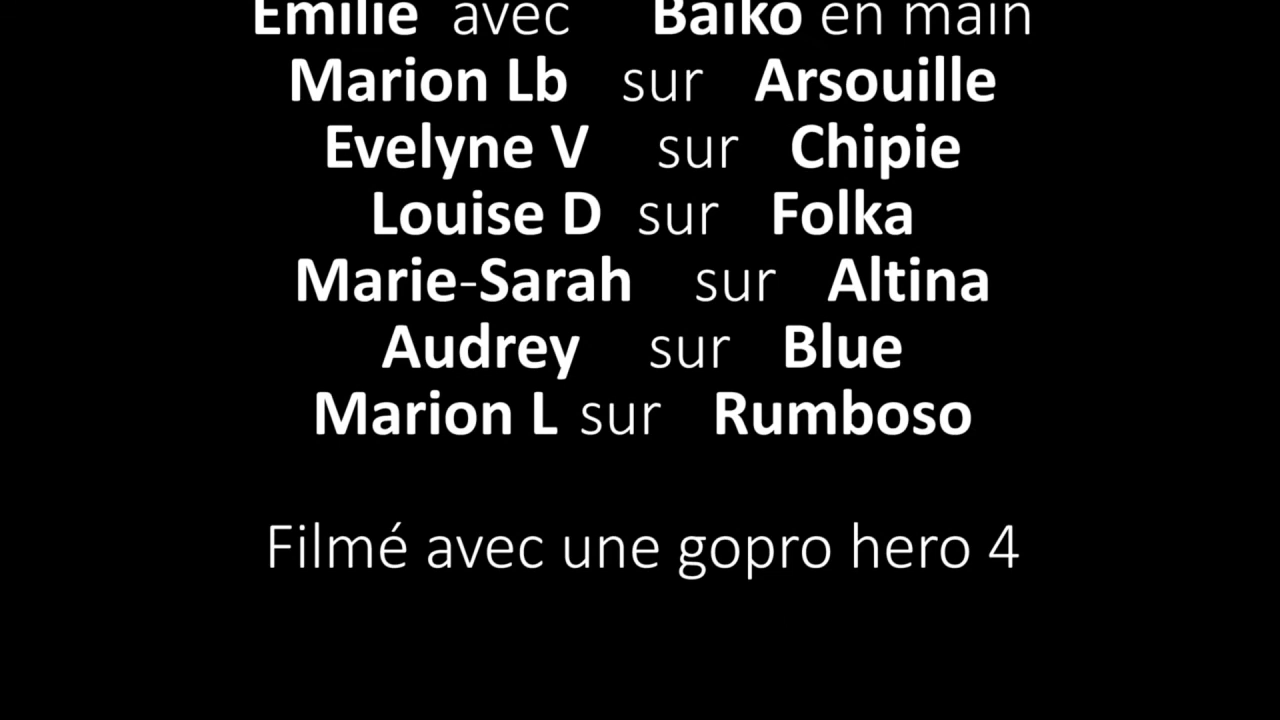 Emilie avec Baïko en main
Marion Lb sur Arsouille
Evelyne V sur Chipie
Louise D sur Folka
Marie-Sarah sur Altina
Audrey sur Blue
Marion L sur Rumboso
Filmé avec une gopro hero 4